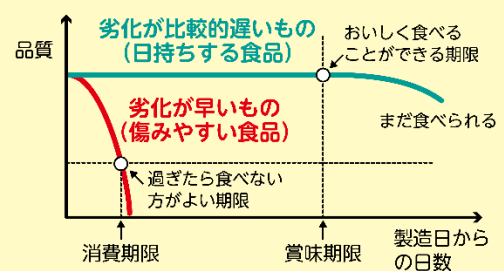 品質
劣化が比較的遅いもの
(日持ちする食品)
おいしく食べる
ことができる期限
劣化が早いもの
(傷みやすい食品)
まだ食べられる
過ぎたら食べない
方がよい期限
消費期限
賞味期限
製造日から
の日数